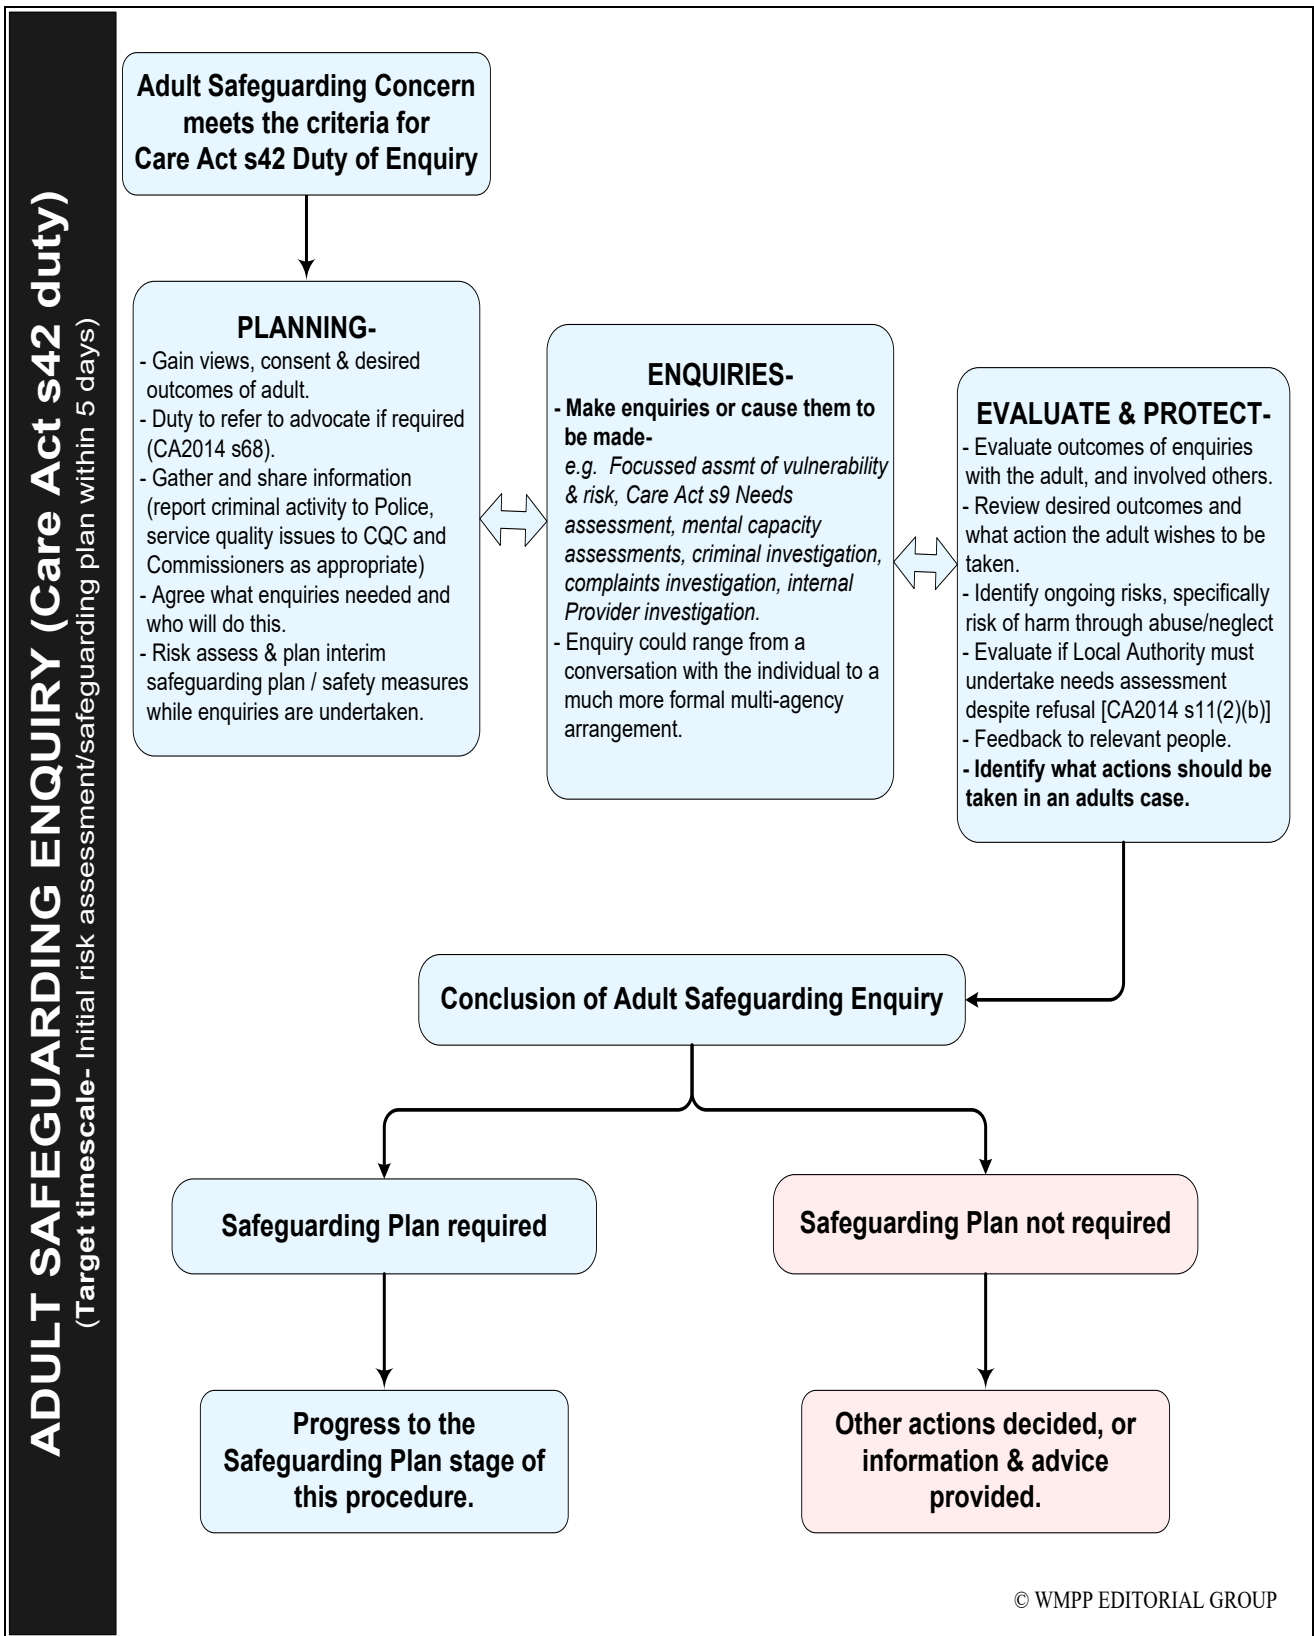 ADULT SAFEGUARDING ENQUIRY (Care Act s42 duty)
(Target timescale- Initial risk assessment/safeguarding plan within 5 days)
Adult Safeguarding Concern
meets the criteria for
Care Act s42 Duty of Enquiry
PLANNING-
- Gain views, consent & desired
outcomes of adult.
- Duty to refer to advocate if required
(CA2014 s68).
- Gather and share information
(report criminal activity to Police,
service quality issues to CQC and
Commissioners as appropriate)
- Agree what enquiries needed and
who will do this.
- Risk assess & plan interim
safeguarding plan / safety measures
while enquiries are undertaken.
ENQUIRIES-
- Make enquiries or cause them to
be made-
e.g. Focussed assmt of vulnerability
& risk, Care Act s9 Needs
assessment, mental capacity
assessments, criminal investigation,
complaints investigation, internal
Provider investigation.
- Enquiry could range from a
conversation with the individual to a
much more formal multi-agency
arrangement.
EVALUATE & PROTECT-
- Evaluate outcomes of enquiries
with the adult, and involved others.
- Review desired outcomes and
what action the adult wishes to be
taken.
- Identify ongoing risks, specifically
risk of harm through abuse/neglect
- Evaluate if Local Authority must
undertake needs assessment
despite refusal [CA2014 s11(2)(b)]
- Feedback to relevant people.
- Identify what actions should be
taken in an adults case.
Conclusion of Adult Safeguarding Enquiry
Safeguarding Plan required
Safeguarding Plan not required
Progress to the
Safeguarding Plan stage of
this procedure.
Other actions decided, or
information & advice
provided.
© WMPP EDITORIAL GROUP